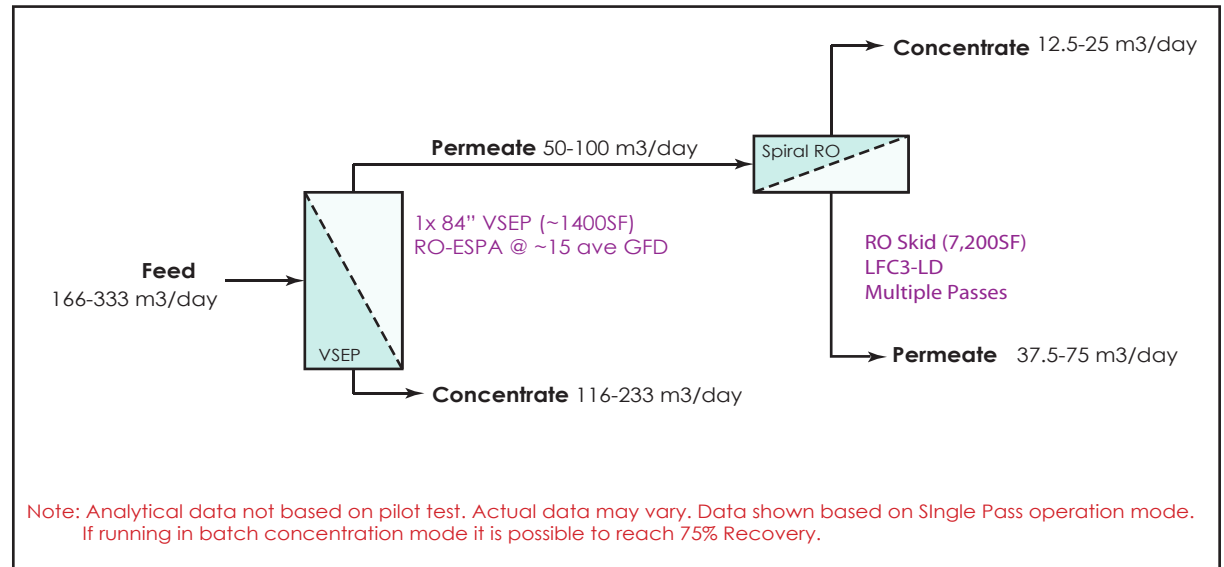 Concentrate 12.5-25 m3/day
Permeate 50-100 m3/day
Spiral RO
1x 84” VSEP (~1400SF)
RO-ESPA @ ~15 ave GFD
RO Skid (7,200SF)
LFC3-LD
Multiple Passes
Feed
166-333 m3/day
VSEP
Permeate 37.5-75 m3/day
Concentrate 116-233 m3/day
Note: Analytical data not based on pilot test. Actual data may vary. Data shown based on SIngle Pass operation mode.
If running in batch concentration mode it is possible to reach 75% Recovery.